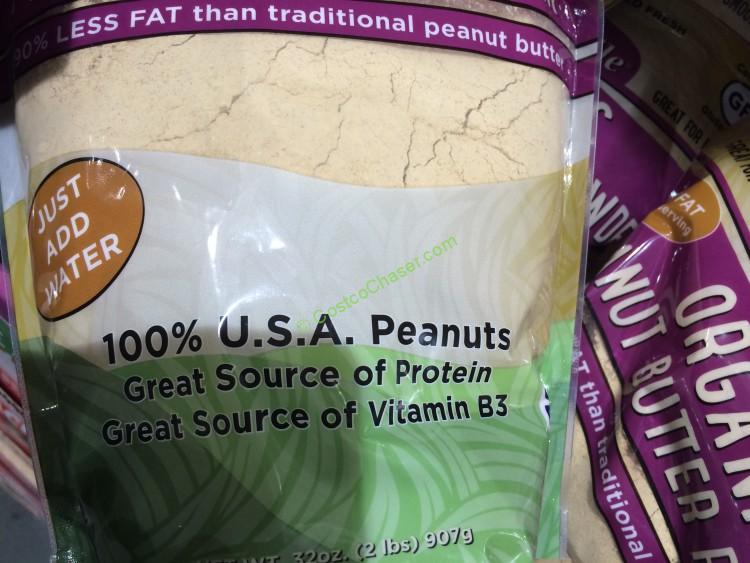 90% LESS FAT than traditional peanut butter
JUST
ADD
WATER
© CostcoChaser.com
100% U.S.A. Peanuts
Great Source of Protein
Great Source of Vitamin B3
32oz. (2 lbs) 907g
FRESH
GREAT FOR
FAT
serving
NUT BUTTER
than traditional